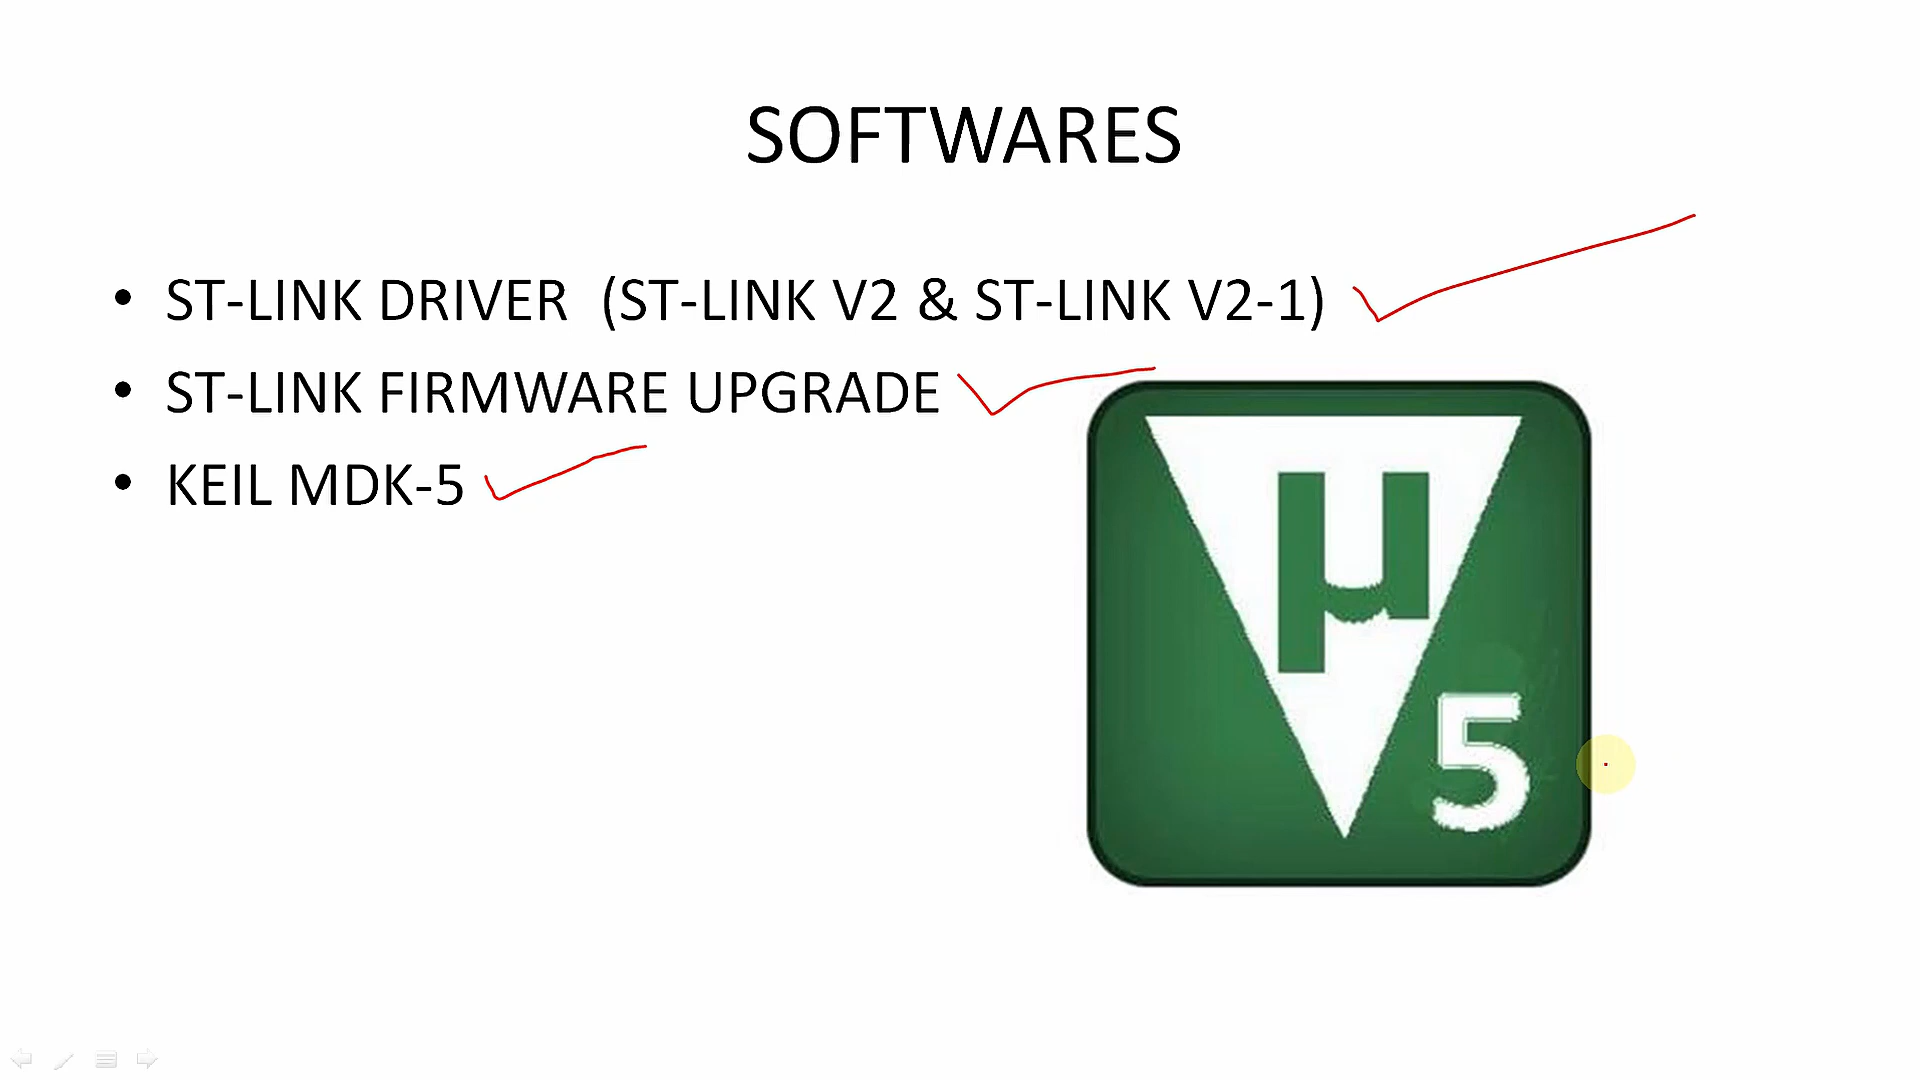 SOFTWARES
• ST-LINK DRIVER (ST-LINK V2 & ST-LINK V2-1)
• ST-LINK FIRMWARE UPGRADE
• KEIL MDK-5
µ
5